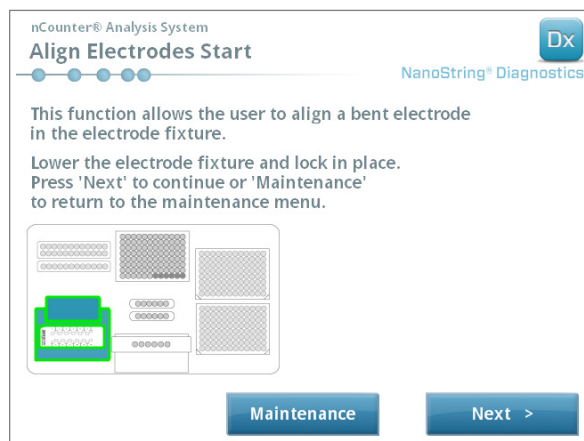 nCounter® Analysis System
Align Electrodes Start
Dx
NanoString® Diagnostics
This function allows the user to align a bent electrode
in the electrode fixture.
Lower the electrode fixture and lock in place.
Press 'Next' to continue or 'Maintenance'
to return to the maintenance menu.
Maintenance
Next >